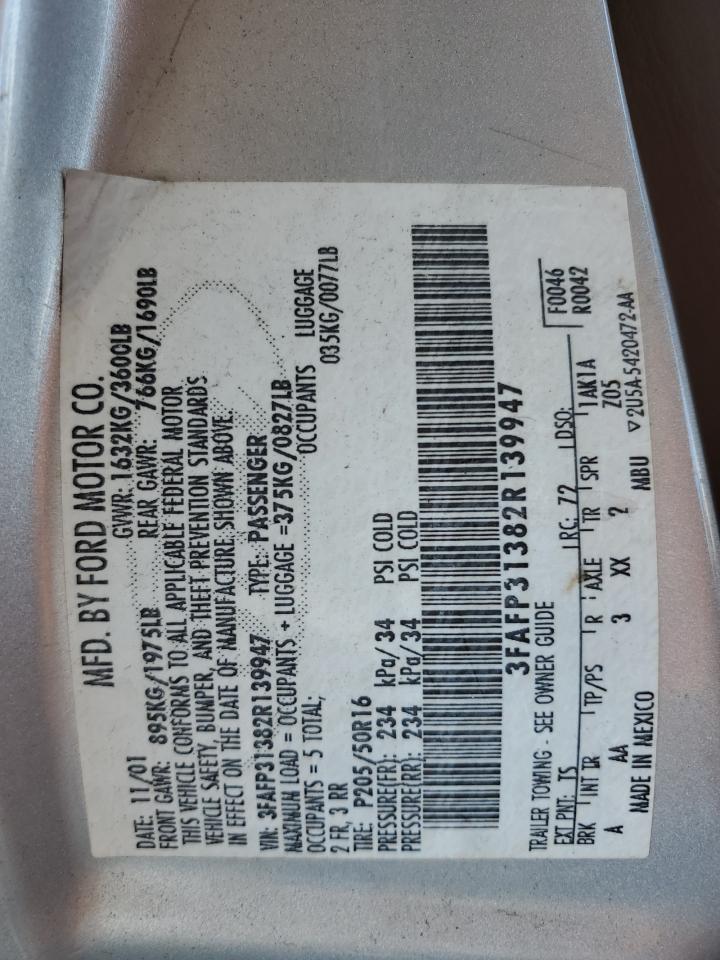 MFD. BY FORD MOTOR CO.
DATE: 11/01 GVWR: 1632KG/3600LB
FRONT GAWR: 895KG/1975LB REAR GAWR: 766KG/1690LB
THIS VEHICLE CONFORMS TO ALL APPLICABLE FEDERAL MOTOR
VEHICLE SAFETY, BUMPER, AND THEFT PREVENTION STANDARDS
IN EFFECT ON THE DATE OF MANUFACTURE SHOWN ABOVE.
VIN: 3FAFP31382R139947 TYPE: PASSENGER
MAXIMUM LOAD = OCCUPANTS + LUGGAGE =375KG/0827LB
OCCUPANTS = 5 TOTAL; OCCUPANTS LUGGAGE
2 FR, 3 RR 035KG/0077LB
TIRE: P205/50R16
PRESSURE(FR): 234 kPa/34 PSI COLD
PRESSURE(RR): 234 kPa/34 PSI COLD
3FAFP31382R139947
TRAILER TOWING - SEE OWNER GUIDE F0046
EXT PNT: TS RC: 72 DSO: R0042
BRK INT TR TP/PS R AXLE TR SPR 1AK1A
A AA 3 XX 2 Z05
MADE IN MEXICO MBU ▽2U5A-5420472-AA